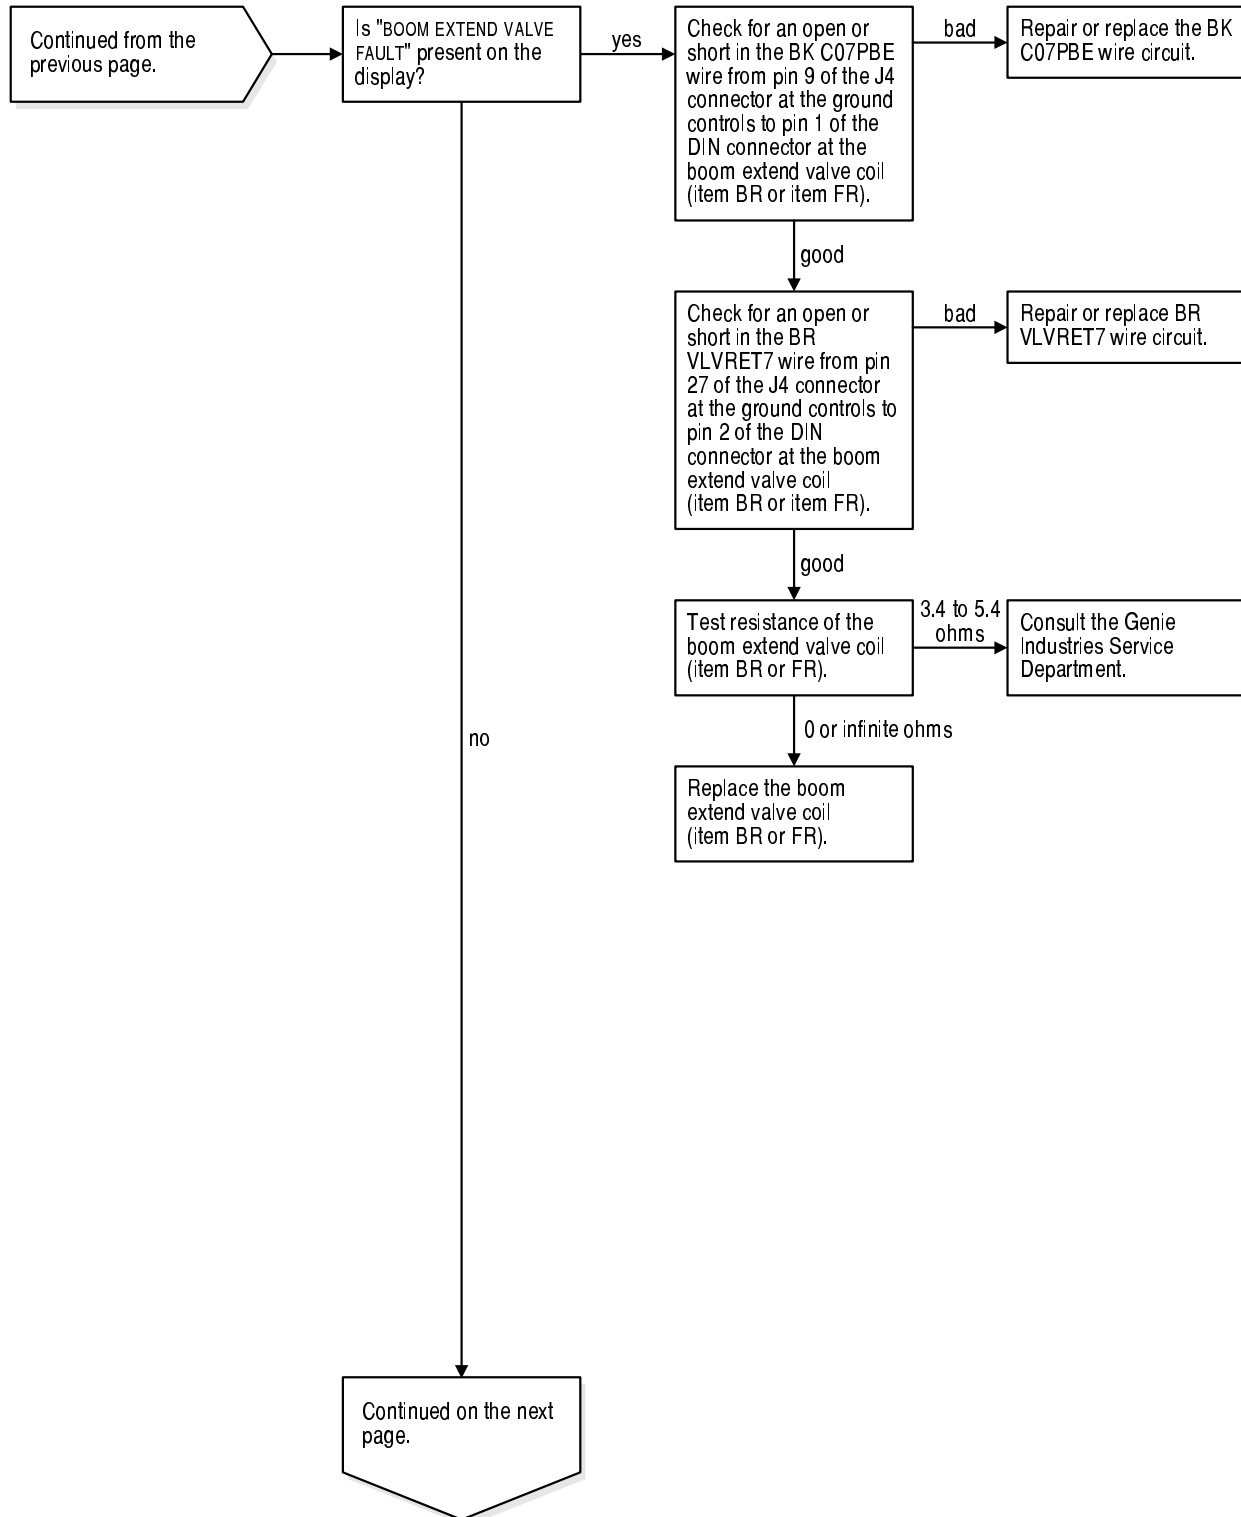 Continued from the
previous page.
Is "BOOM EXTEND VALVE
FAULT" present on the
display?
yes
Check for an open or
short in the BK C07PBE
wire from pin 9 of the J4
connector at the ground
controls to pin 1 of the
DIN connector at the
boom extend valve coil
(item BR or item FR).
bad
Repair or replace the BK
C07PBE wire circuit.
good
Check for an open or
short in the BR
VLVRET7 wire from pin
27 of the J4 connector
at the ground controls to
pin 2 of the DIN
connector at the boom
extend valve coil
(item BR or item FR).
bad
Repair or replace BR
VLVRET7 wire circuit.
good
Test resistance of the
boom extend valve coil
(item BR or FR).
3.4 to 5.4
ohms
Consult the Genie
Industries Service
Department.
0 or infinite ohms
Replace the boom
extend valve coil
(item BR or FR).
no
Continued on the next
page.